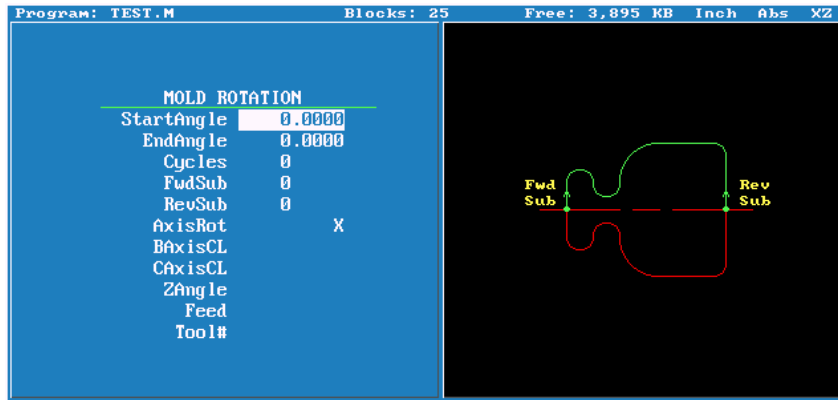 Program: TEST.M Blocks: 25 Free: 3,895 KB Inch Abs XZ
MOLD ROTATION
StartAngle 0.0000
EndAngle 0.0000
Cycles 0
FwdSub 0
RevSub 0
AxisRot X
BAxisCL
CAxisCL
ZAngle
Feed
Tool#
Fwd
Sub
Rev
Sub